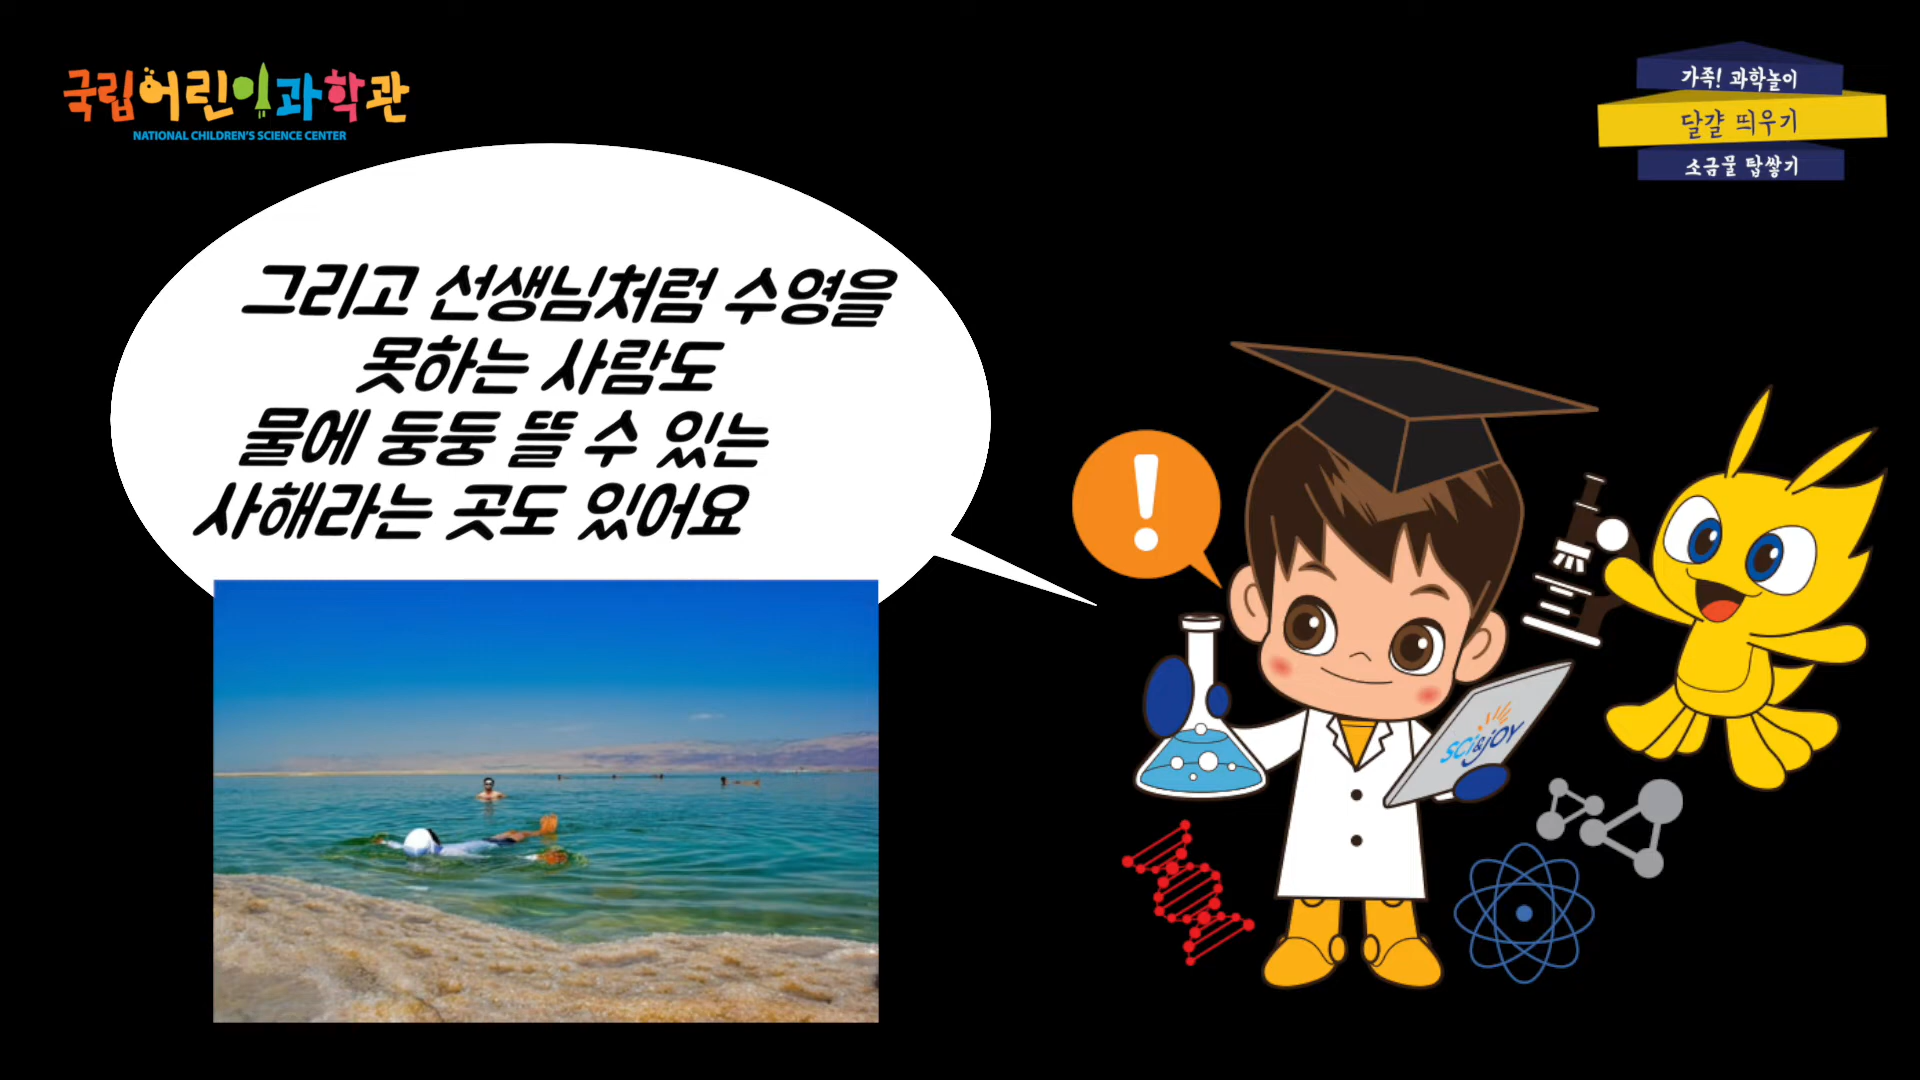 국립어린이과학관
NATIONAL CHILDREN'S SCIENCE CENTER
가족! 과학놀이
달걀 띄우기
소금물 탑쌓기
그리고 선생님처럼 수영을
못하는 사람도
물에 둥둥 뜰 수 있는
사해라는 곳도 있어요
!
SCi&jOY